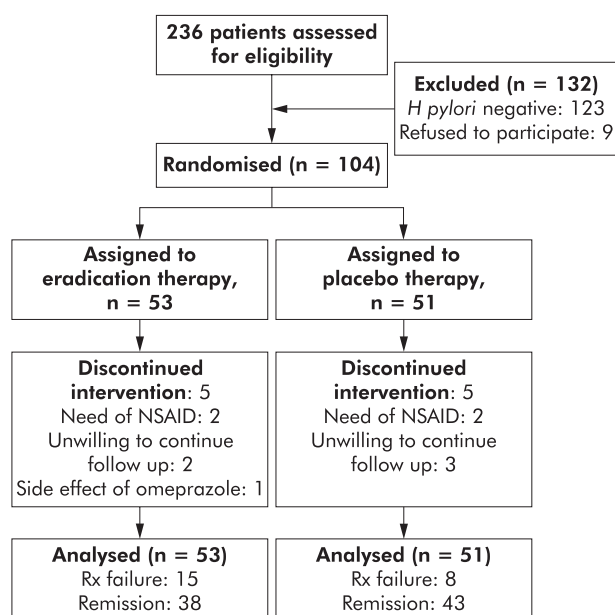 236 patients assessed
for eligibility
Excluded (n = 132)
H pylori negative: 123
Refused to participate: 9
Randomised (n = 104)
Assigned to
eradication therapy,
n = 53
Assigned to
placebo therapy,
n = 51
Discontinued
intervention: 5
Need of NSAID: 2
Unwilling to continue
follow up: 2
Side effect of omeprazole: 1
Discontinued
intervention: 5
Need of NSAID: 2
Unwilling to continue
follow up: 3
Analysed (n = 53)
Rx failure: 15
Remission: 38
Analysed (n = 51)
Rx failure: 8
Remission: 43